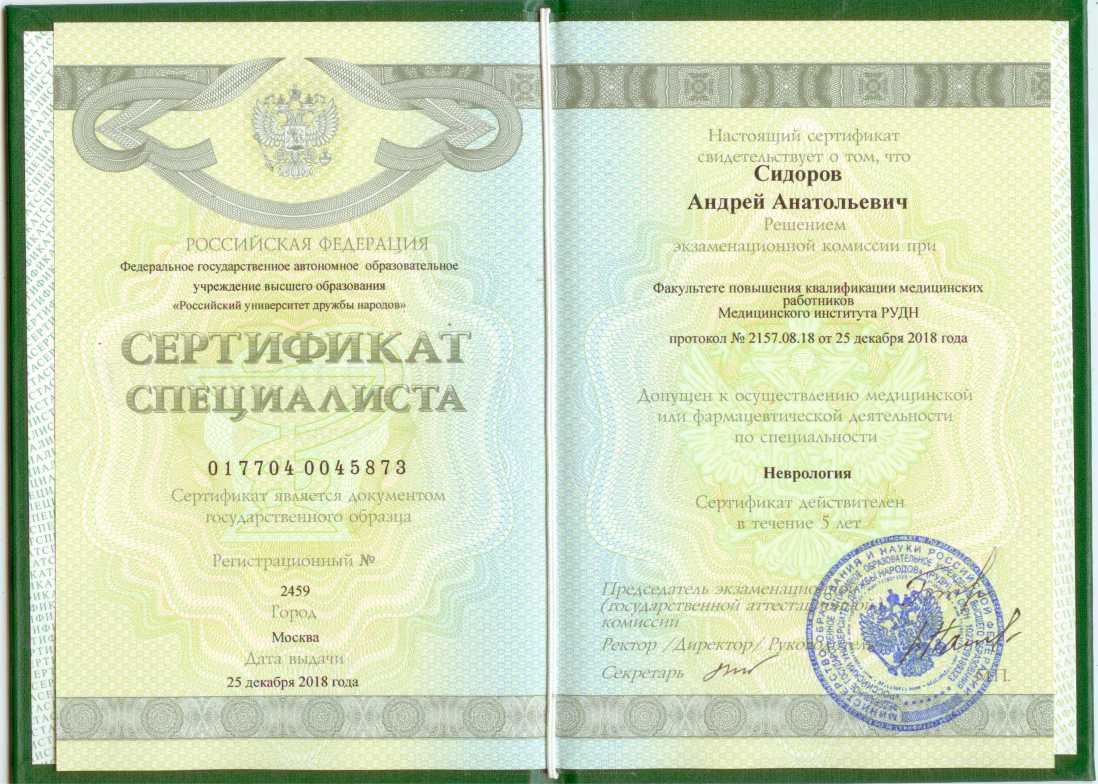 РОССИЙСКАЯ ФЕДЕРАЦИЯ
Федеральное государственное автономное образовательное
учреждение высшего образования
«Российский университет дружбы народов»
СЕРТИФИКАТ
СПЕЦИАЛИСТА
017704 0045873
Сертификат является документом
государственного образца
Регистрационный №
2459
Город
Москва
Дата выдачи
25 декабря 2018 года
Настоящий сертификат
свидетельствует о том, что
Сидоров
Андрей Анатольевич
Решением
экзаменационной комиссии при
Факультете повышения квалификации медицинских
работников
Медицинского института РУДН
протокол № 2157.08.18 от 25 декабря 2018 года
Допущен к осуществлению медицинской
или фармацевтической деятельности
по специальности
Неврология
Сертификат действителен
в течение 5 лет
Председатель экзаменационной
(государственной аттестационной)
комиссии
Ректор /Директор/ Руководитель
Секретарь
М.П.